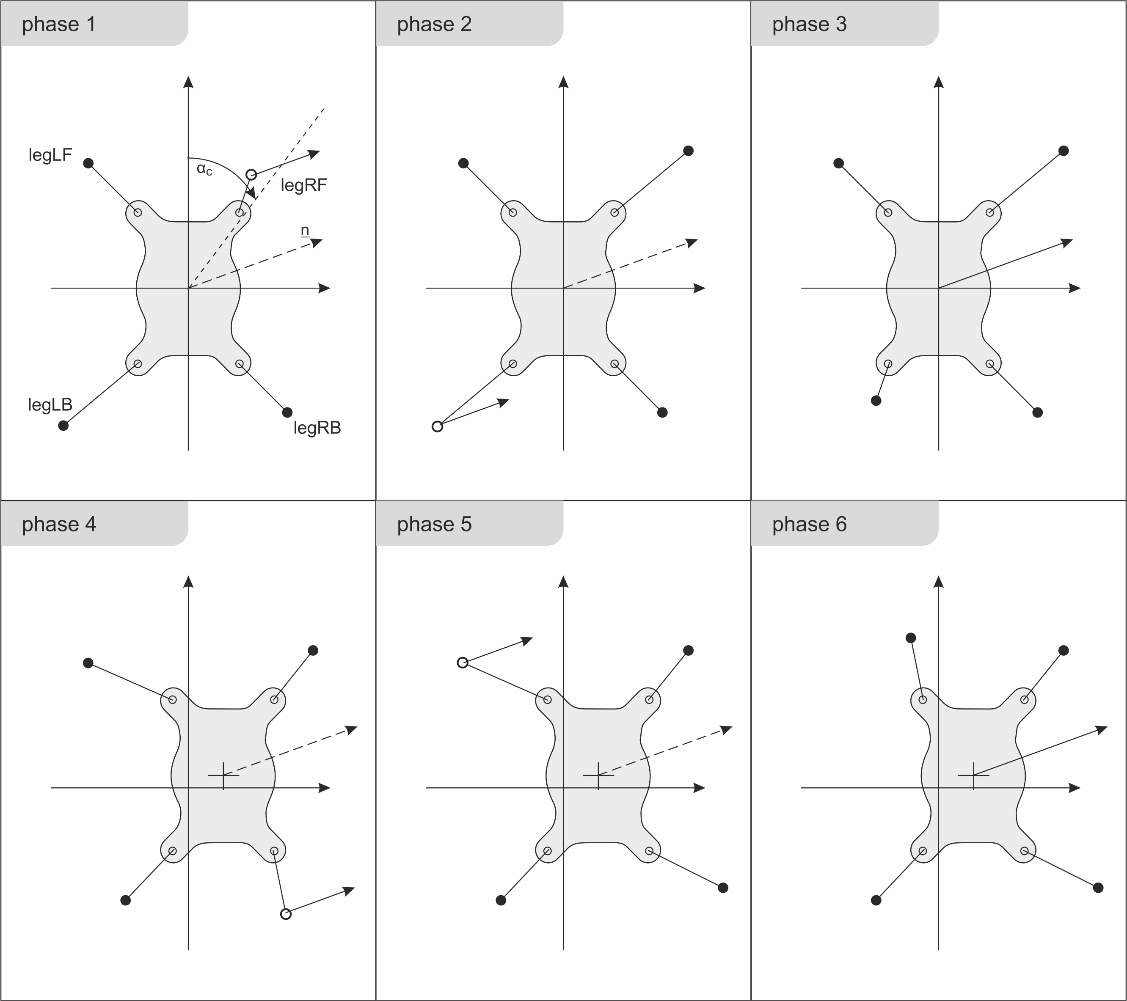 phase 1
phase 2
phase 3
legLF
αc
legRF
n
legLB
legRB
phase 4
phase 5
phase 6